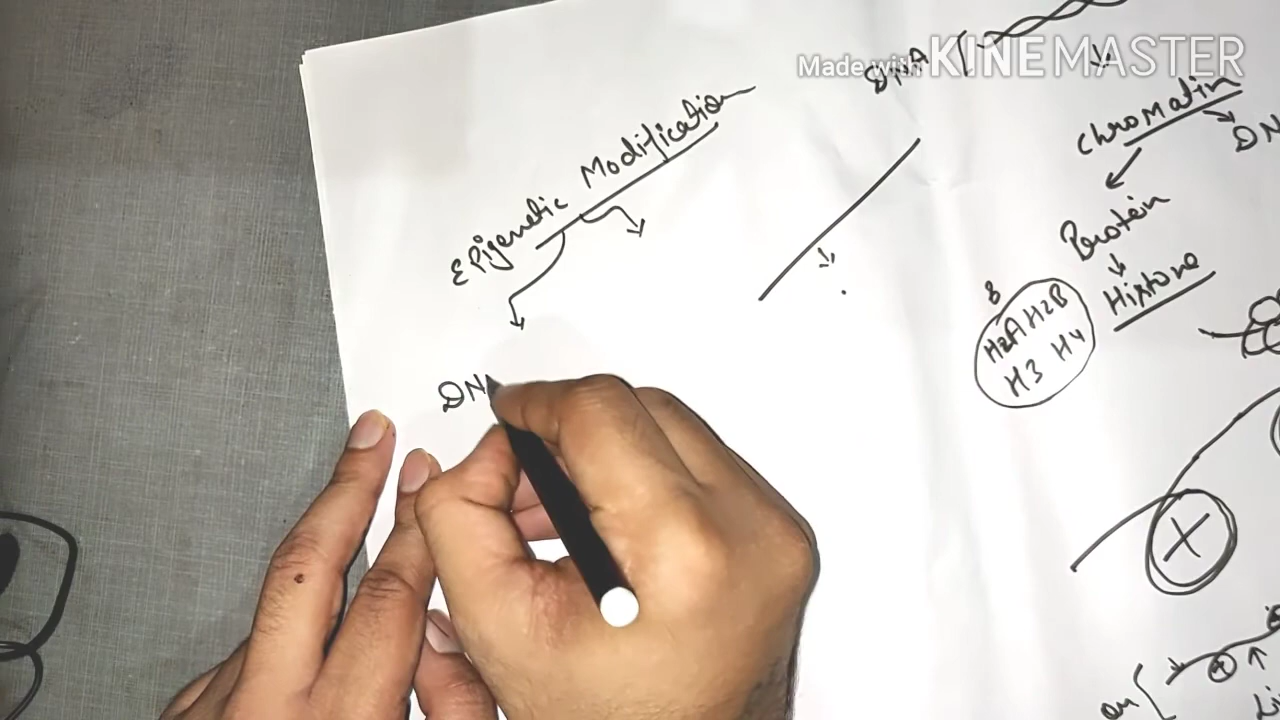 Made with KINEMASTER
DNA
Chromatin
DN
Epigenetic Modification
Protein
Histone
8
H2A H2B
H3 H4
DN
X
+